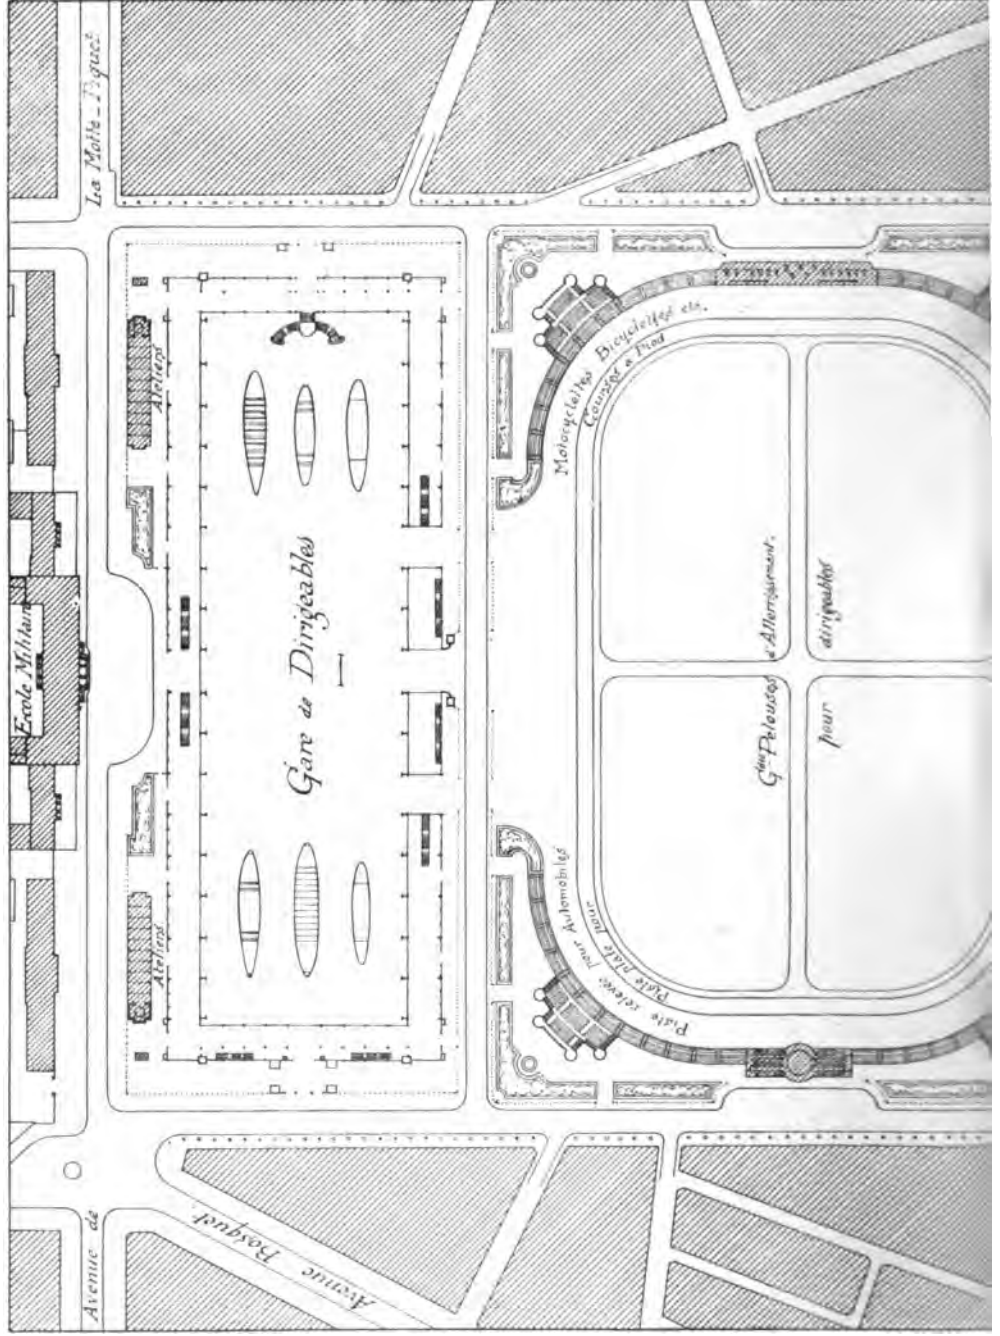 Avenue de
La Motte-Piquet
Avenue
Bosquet
Ecole Militaire
Ateliers
Ateliers
Gare de Dirigeables
Piste relevée pour Automobiles
Motocyclettes Bicyclettes etc.
Piste plate pour
Courses à Pied
Gdes Pelouses d'Atterrissement
pour dirigeables